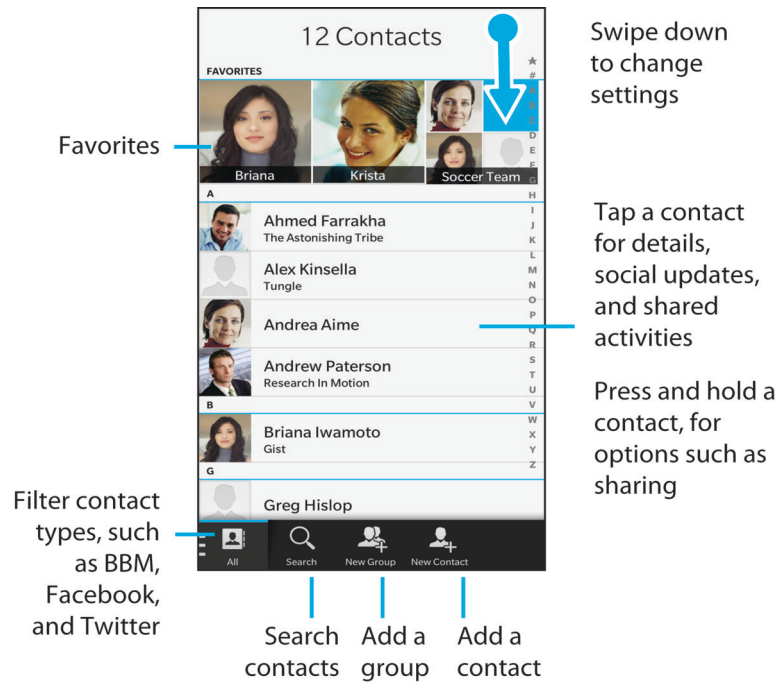 12 Contacts
FAVORITES
Briana
Krista
Soccer Team
A
Ahmed Farrakha
The Astonishing Tribe
Alex Kinsella
Tungle
Andrea Aime
Andrew Paterson
Research In Motion
B
Briana Iwamoto
Gist
G
Greg Hislop
All
Search
New Group
New Contact
#
A
B
C
D
E
F
G
H
I
J
K
L
M
N
O
P
Q
R
S
T
U
V
W
X
Y
Z
Swipe down
to change
settings
Favorites
Tap a contact
for details,
social updates,
and shared
activities
Press and hold a
contact, for
options such as
sharing
Filter contact
types, such
as BBM,
Facebook,
and Twitter
Search
contacts
Add a
group
Add a
contact